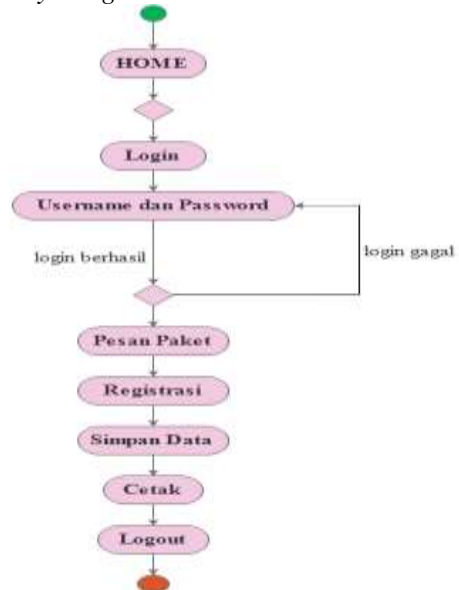 HOME
Login
Username dan Password
login berhasil
login gagal
Pesan Paket
Registrasi
Simpan Data
Cetak
Logout